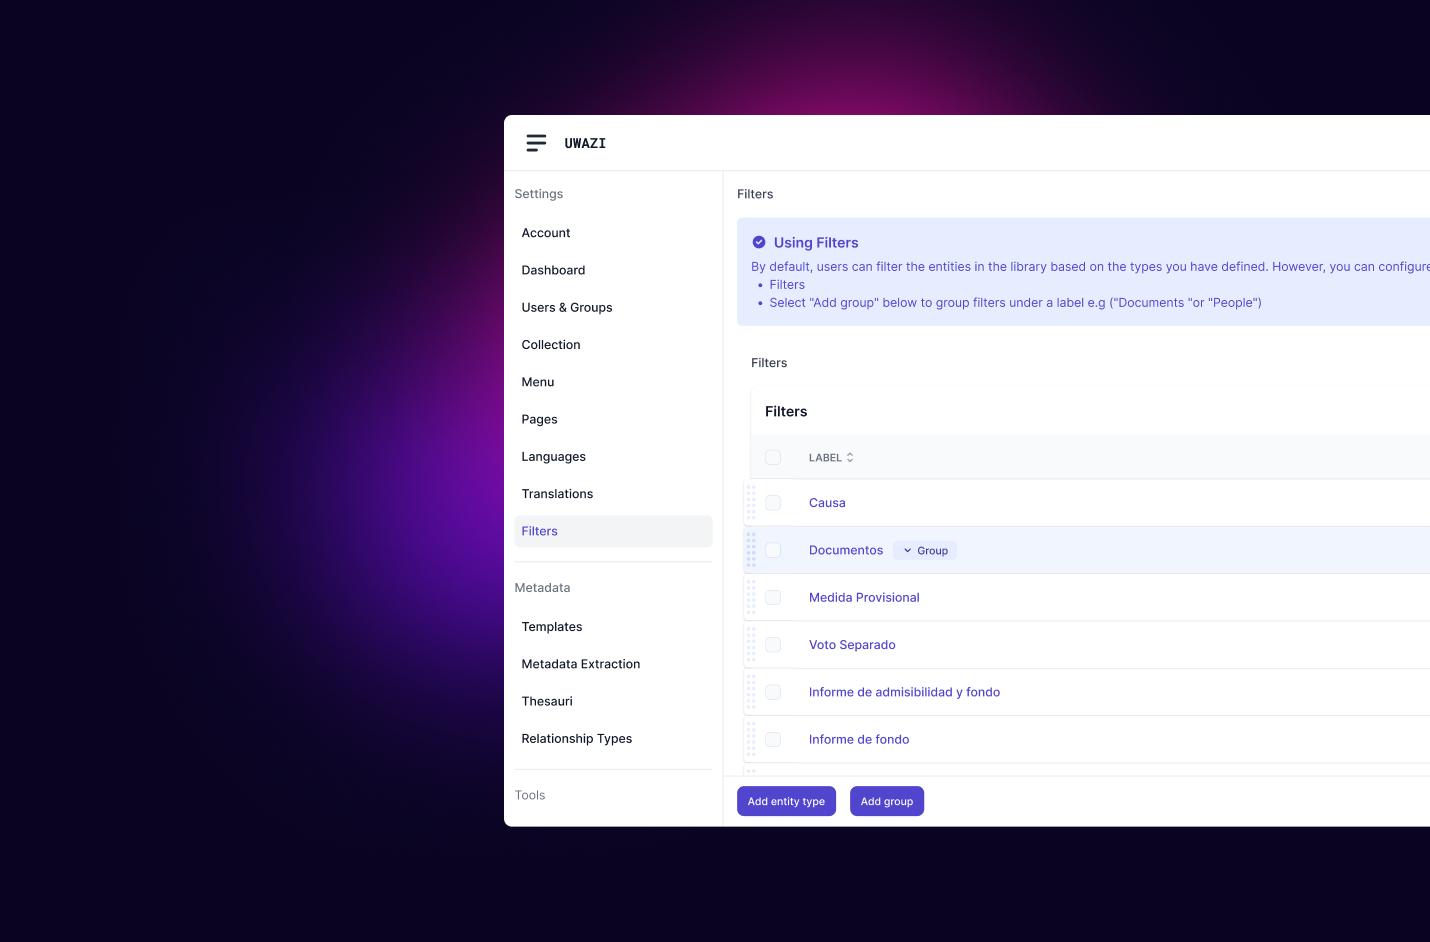 UWAZI
Settings
Account
Dashboard
Users & Groups
Collection
Menu
Pages
Languages
Translations
Filters
Metadata
Templates
Metadata Extraction
Thesauri
Relationship Types
Tools
Filters
Using Filters
By default, users can filter the entities in the library based on the types you have defined. However, you can configure
• Filters
• Select "Add group" below to group filters under a label e.g ("Documents "or "People")
Filters
Filters
LABEL
Causa
Documentos Group
Medida Provisional
Voto Separado
Informe de admisibilidad y fondo
Informe de fondo
Add entity type Add group